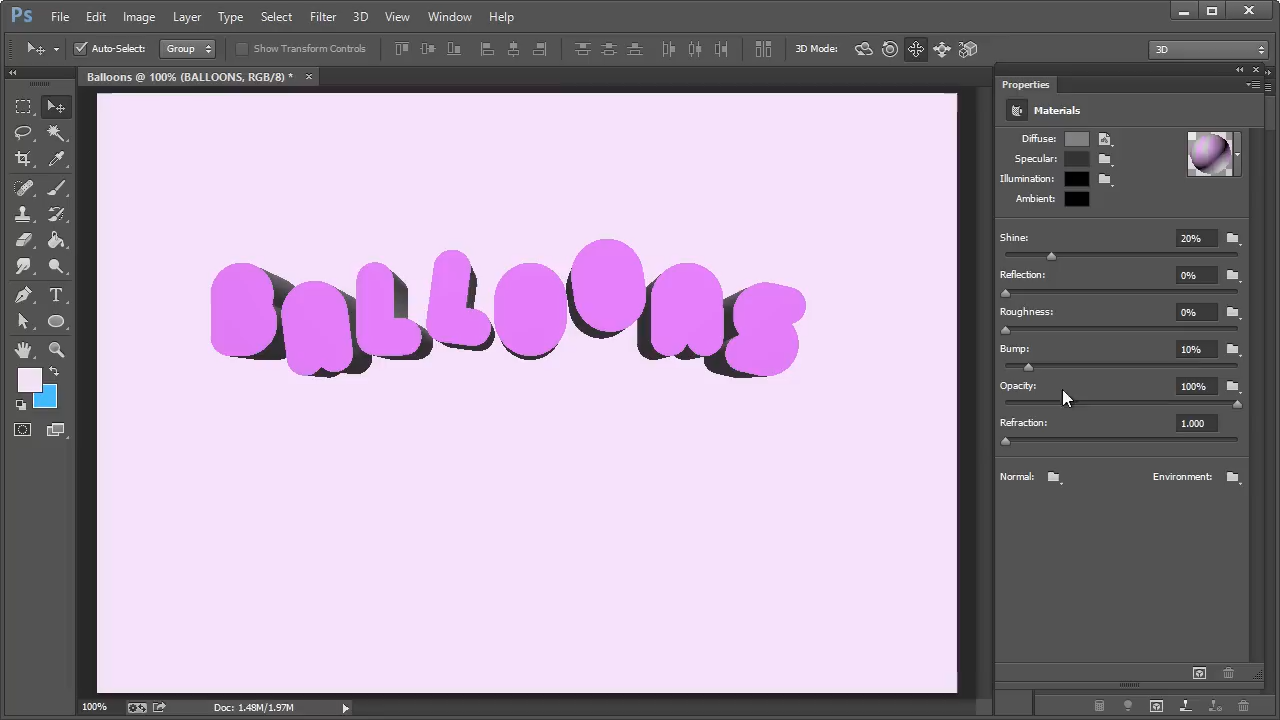 Ps File Edit Image Layer Type Select Filter 3D View Window Help
Auto-Select: Group Show Transform Controls 3D Mode: 3D
Balloons @ 100% (BALLOONS, RGB/8) *
BALLOONS
100% Doc: 1.48M/1.97M
Properties
Materials
Diffuse:
Specular:
Illumination:
Ambient:
Shine: 20%
Reflection: 0%
Roughness: 0%
Bump: 10%
Opacity: 100%
Refraction: 1.000
Normal: Environment: